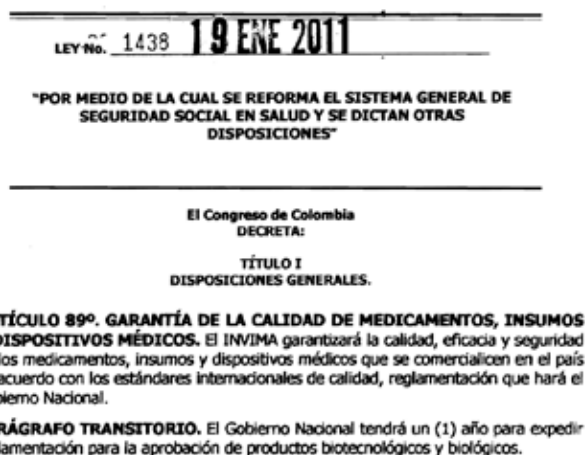 LEY No. 1438 19 ENE 2011
"POR MEDIO DE LA CUAL SE REFORMA EL SISTEMA GENERAL DE
SEGURIDAD SOCIAL EN SALUD Y SE DICTAN OTRAS
DISPOSICIONES"
El Congreso de Colombia
DECRETA:
TÍTULO I
DISPOSICIONES GENERALES.
TÍCULO 89º. GARANTÍA DE LA CALIDAD DE MEDICAMENTOS, INSUMOS
DISPOSITIVOS MÉDICOS. El INVIMA garantizará la calidad, eficacia y seguridad
los medicamentos, insumos y dispositivos médicos que se comercialicen en el país
acuerdo con los estándares internacionales de calidad, reglamentación que hará el
bierno Nacional.
RÁGRAFO TRANSITORIO. El Gobierno Nacional tendrá un (1) año para expedir
lamentación para la aprobación de productos biotecnológicos y biológicos.